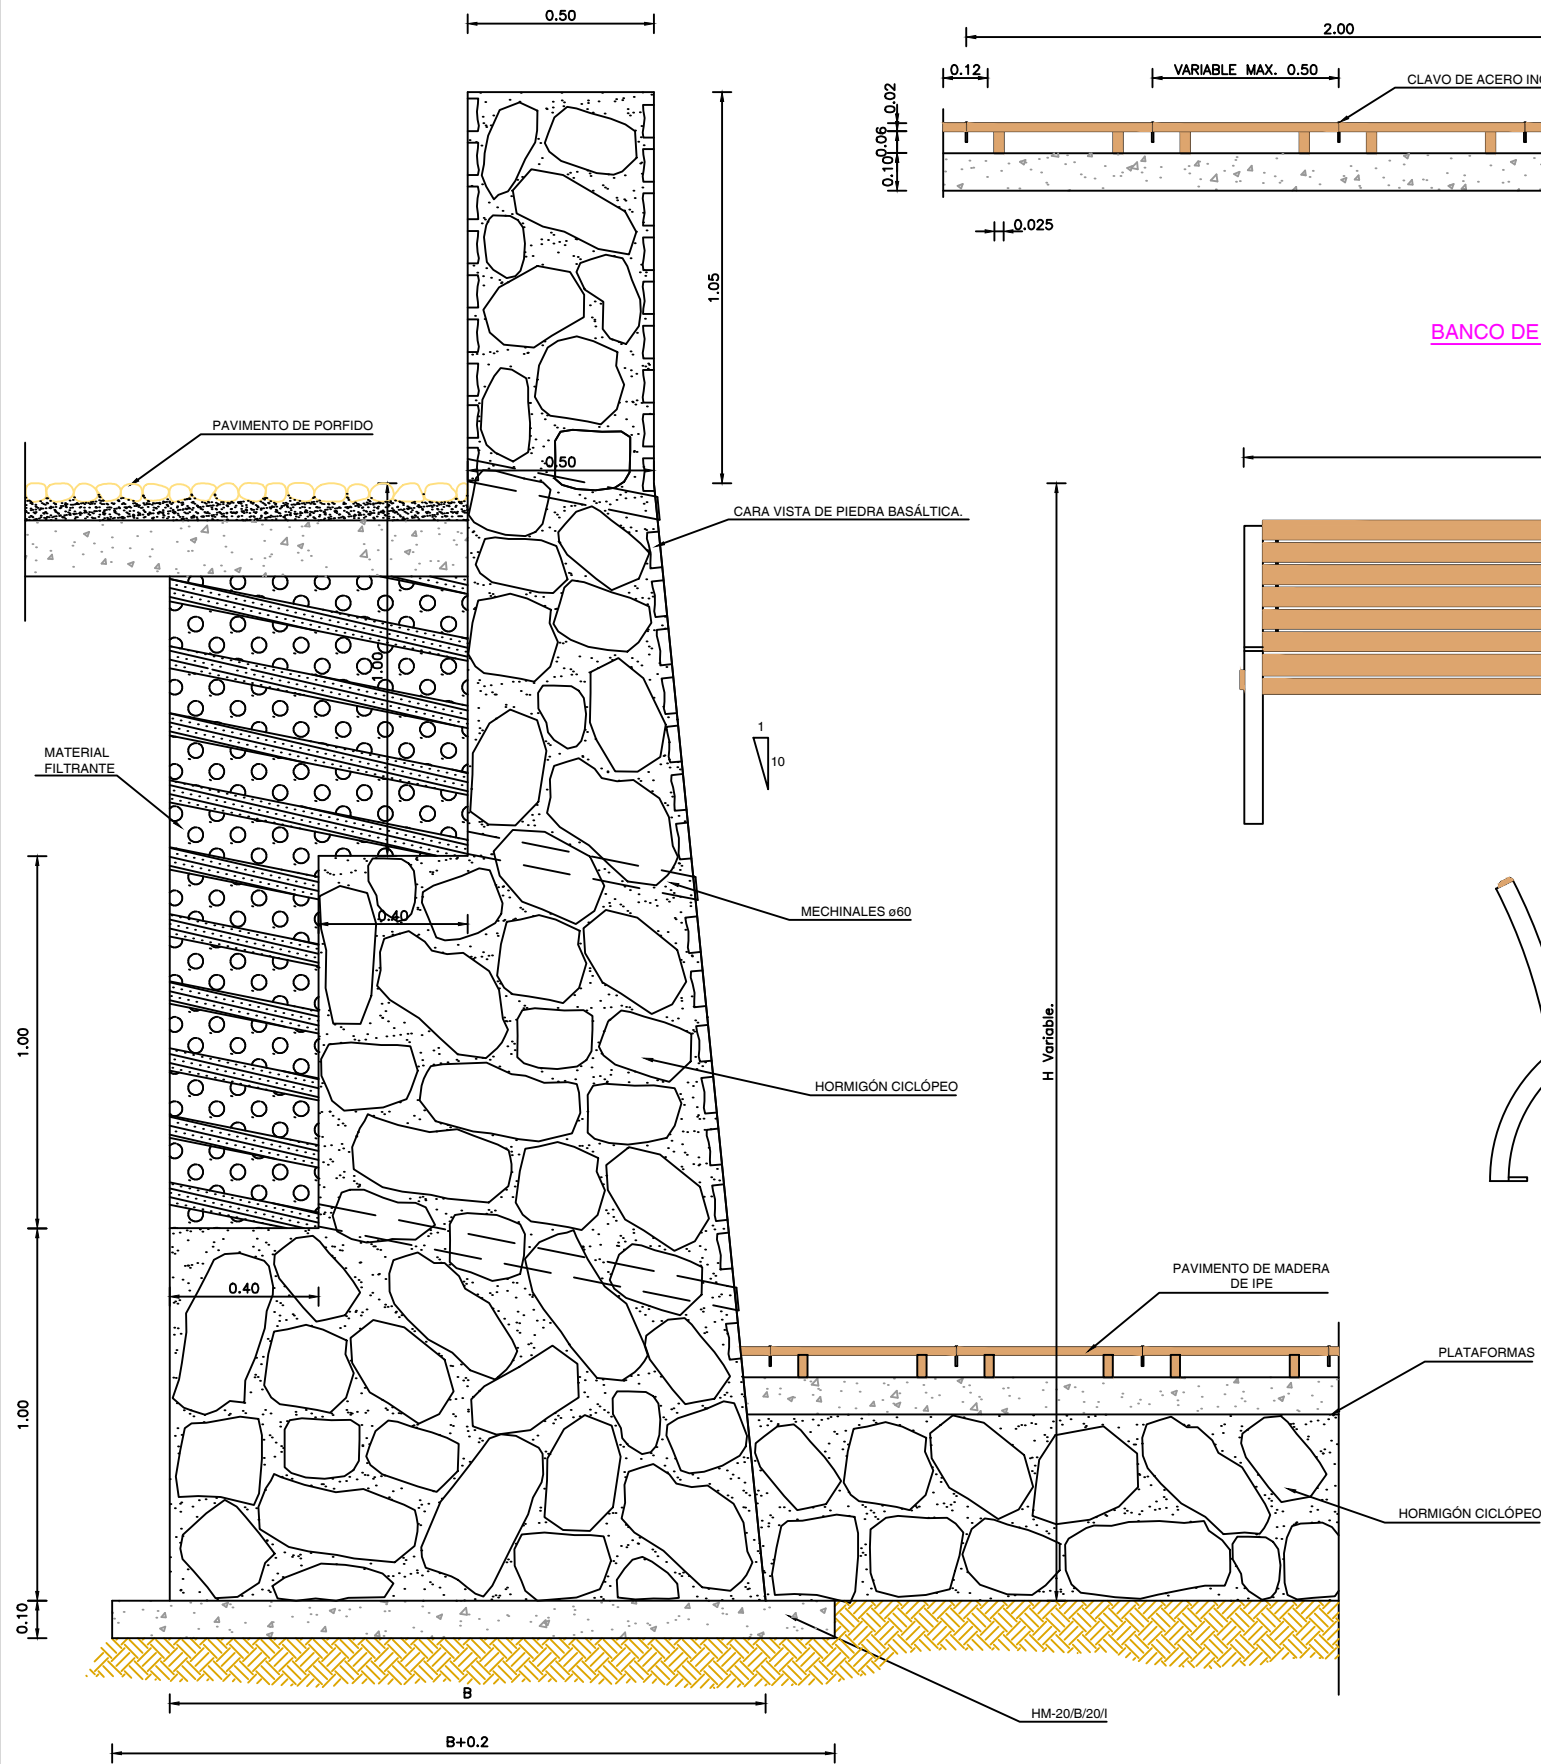 0.50
2.00
0.12
VARIABLE MAX. 0.50
CLAVO DE ACERO
0.02
0.06
0.10
0.025
1.05
BANCO DE
PAVIMENTO DE PORFIDO
0.50
CARA VISTA DE PIEDRA BASÁLTICA.
1.00
1
10
MATERIAL
FILTRANTE
0.40
MECHINALES ø60
1.00
H Variable.
HORMIGÓN CICLÓPEO
PAVIMENTO DE MADERA
DE IPE
0.40
PLATAFORMAS
1.00
HORMIGÓN CICLÓPEO
0.10
B
HM-20/B/20/I
B+0.2